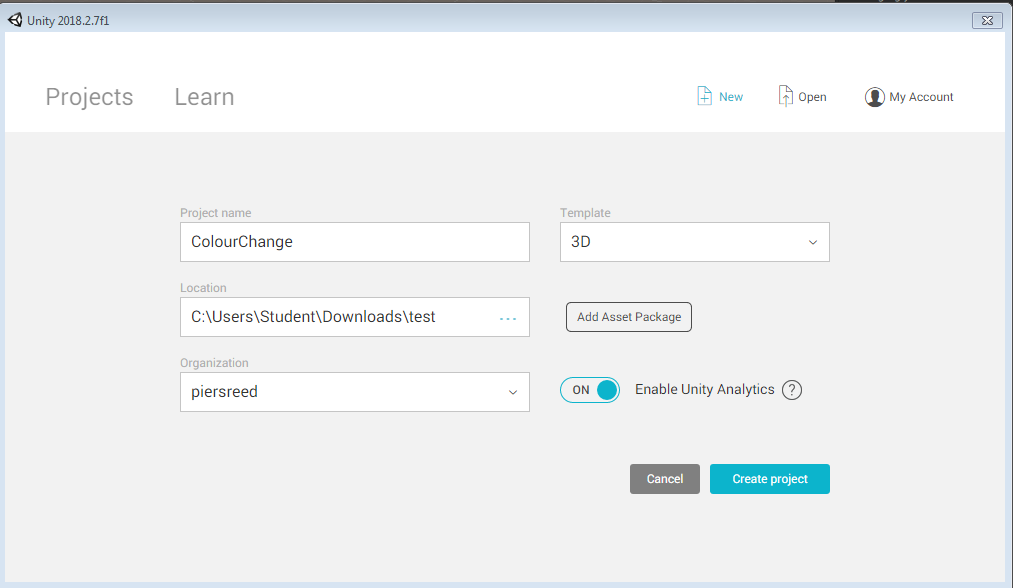 Unity 2018.2.7f1
Projects Learn New Open My Account
Project name Template
ColourChange 3D
Location
C:\Users\Student\Downloads\test ... Add Asset Package
Organization
piersreed ON Enable Unity Analytics ?
Cancel Create project